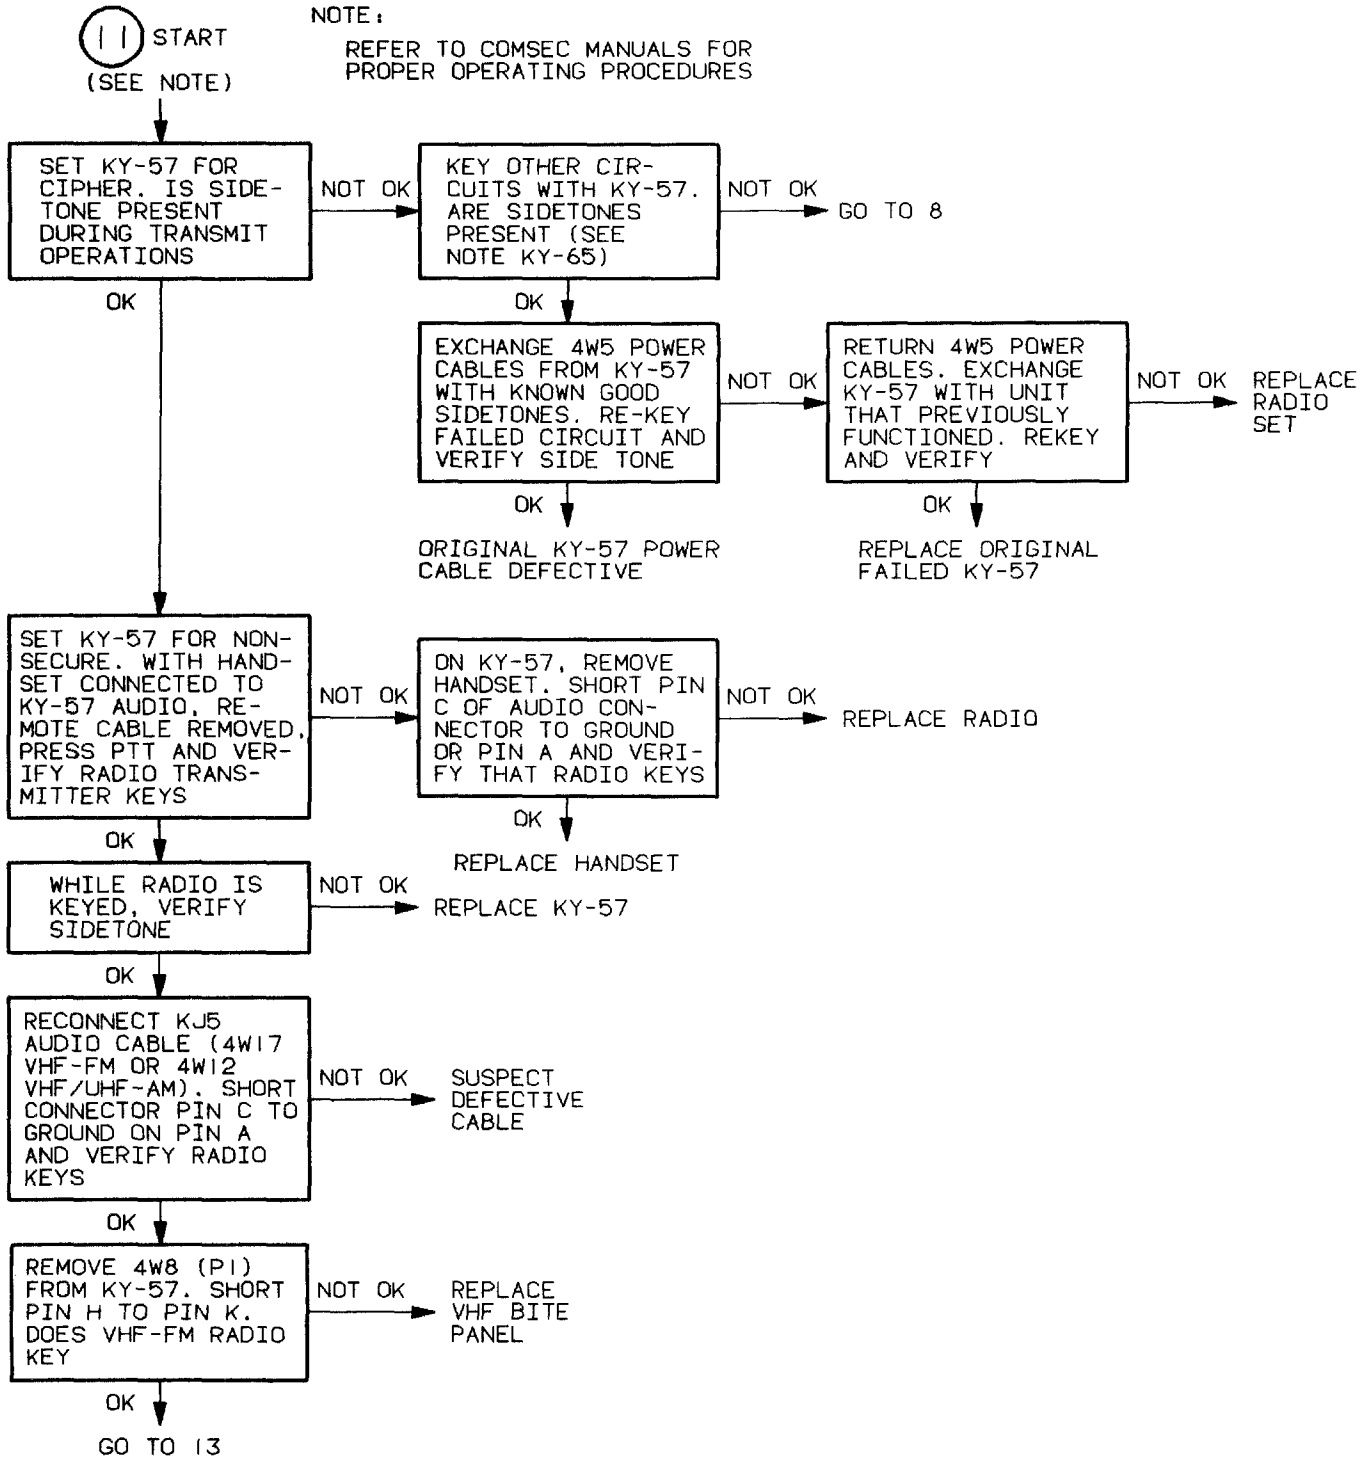 11 START
(SEE NOTE)
NOTE:
REFER TO COMSEC MANUALS FOR
PROPER OPERATING PROCEDURES
SET KY-57 FOR
CIPHER. IS SIDE-
TONE PRESENT
DURING TRANSMIT
OPERATIONS
NOT OK
KEY OTHER CIR-
CUITS WITH KY-57.
ARE SIDETONES
PRESENT (SEE
NOTE KY-65)
NOT OK
GO TO 8
OK
OK
EXCHANGE 4W5 POWER
CABLES FROM KY-57
WITH KNOWN GOOD
SIDETONES. RE-KEY
FAILED CIRCUIT AND
VERIFY SIDE TONE
NOT OK
RETURN 4W5 POWER
CABLES. EXCHANGE
KY-57 WITH UNIT
THAT PREVIOUSLY
FUNCTIONED. REKEY
AND VERIFY
NOT OK
REPLACE
RADIO
SET
OK
ORIGINAL KY-57 POWER
CABLE DEFECTIVE
OK
REPLACE ORIGINAL
FAILED KY-57
SET KY-57 FOR NON-
SECURE. WITH HAND-
SET CONNECTED TO
KY-57 AUDIO, RE-
MOTE CABLE REMOVED,
PRESS PTT AND VER-
IFY RADIO TRANS-
MITTER KEYS
NOT OK
ON KY-57, REMOVE
HANDSET. SHORT PIN
C OF AUDIO CON-
NECTOR TO GROUND
OR PIN A AND VERI-
FY THAT RADIO KEYS
NOT OK
REPLACE RADIO
OK
REPLACE HANDSET
OK
WHILE RADIO IS
KEYED, VERIFY
SIDETONE
NOT OK
REPLACE KY-57
OK
RECONNECT KJ5
AUDIO CABLE (4W17
VHF-FM OR 4W12
VHF/UHF-AM). SHORT
CONNECTOR PIN C TO
GROUND ON PIN A
AND VERIFY RADIO
KEYS
NOT OK
SUSPECT
DEFECTIVE
CABLE
OK
REMOVE 4W8 (P1)
FROM KY-57. SHORT
PIN H TO PIN K.
DOES VHF-FM RADIO
KEY
NOT OK
REPLACE
VHF BITE
PANEL
OK
GO TO 13